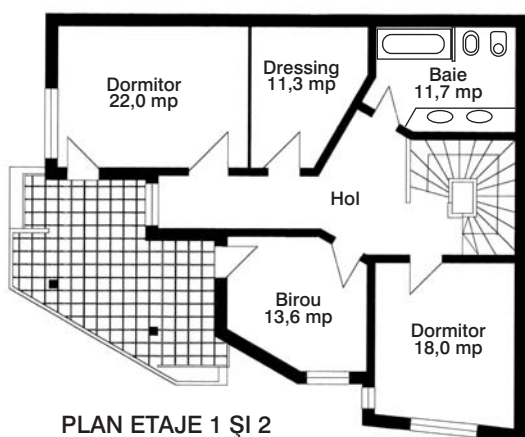 Dormitor
22,0 mp
Dressing
11,3 mp
Baie
11,7 mp
Hol
Birou
13,6 mp
Dormitor
18,0 mp
PLAN ETAJE 1 ȘI 2